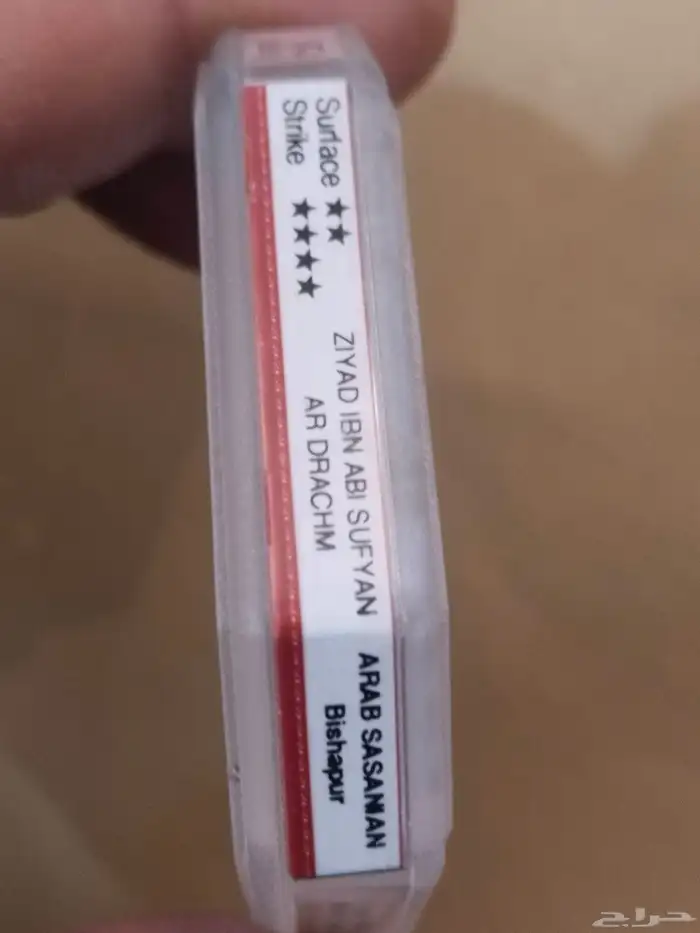 Surface ★★
Strike ★★★★
ZIYAD IBN ABI SUFYAN
AR DRACHM
ARAB SASANIAN
Bishapur
حراج